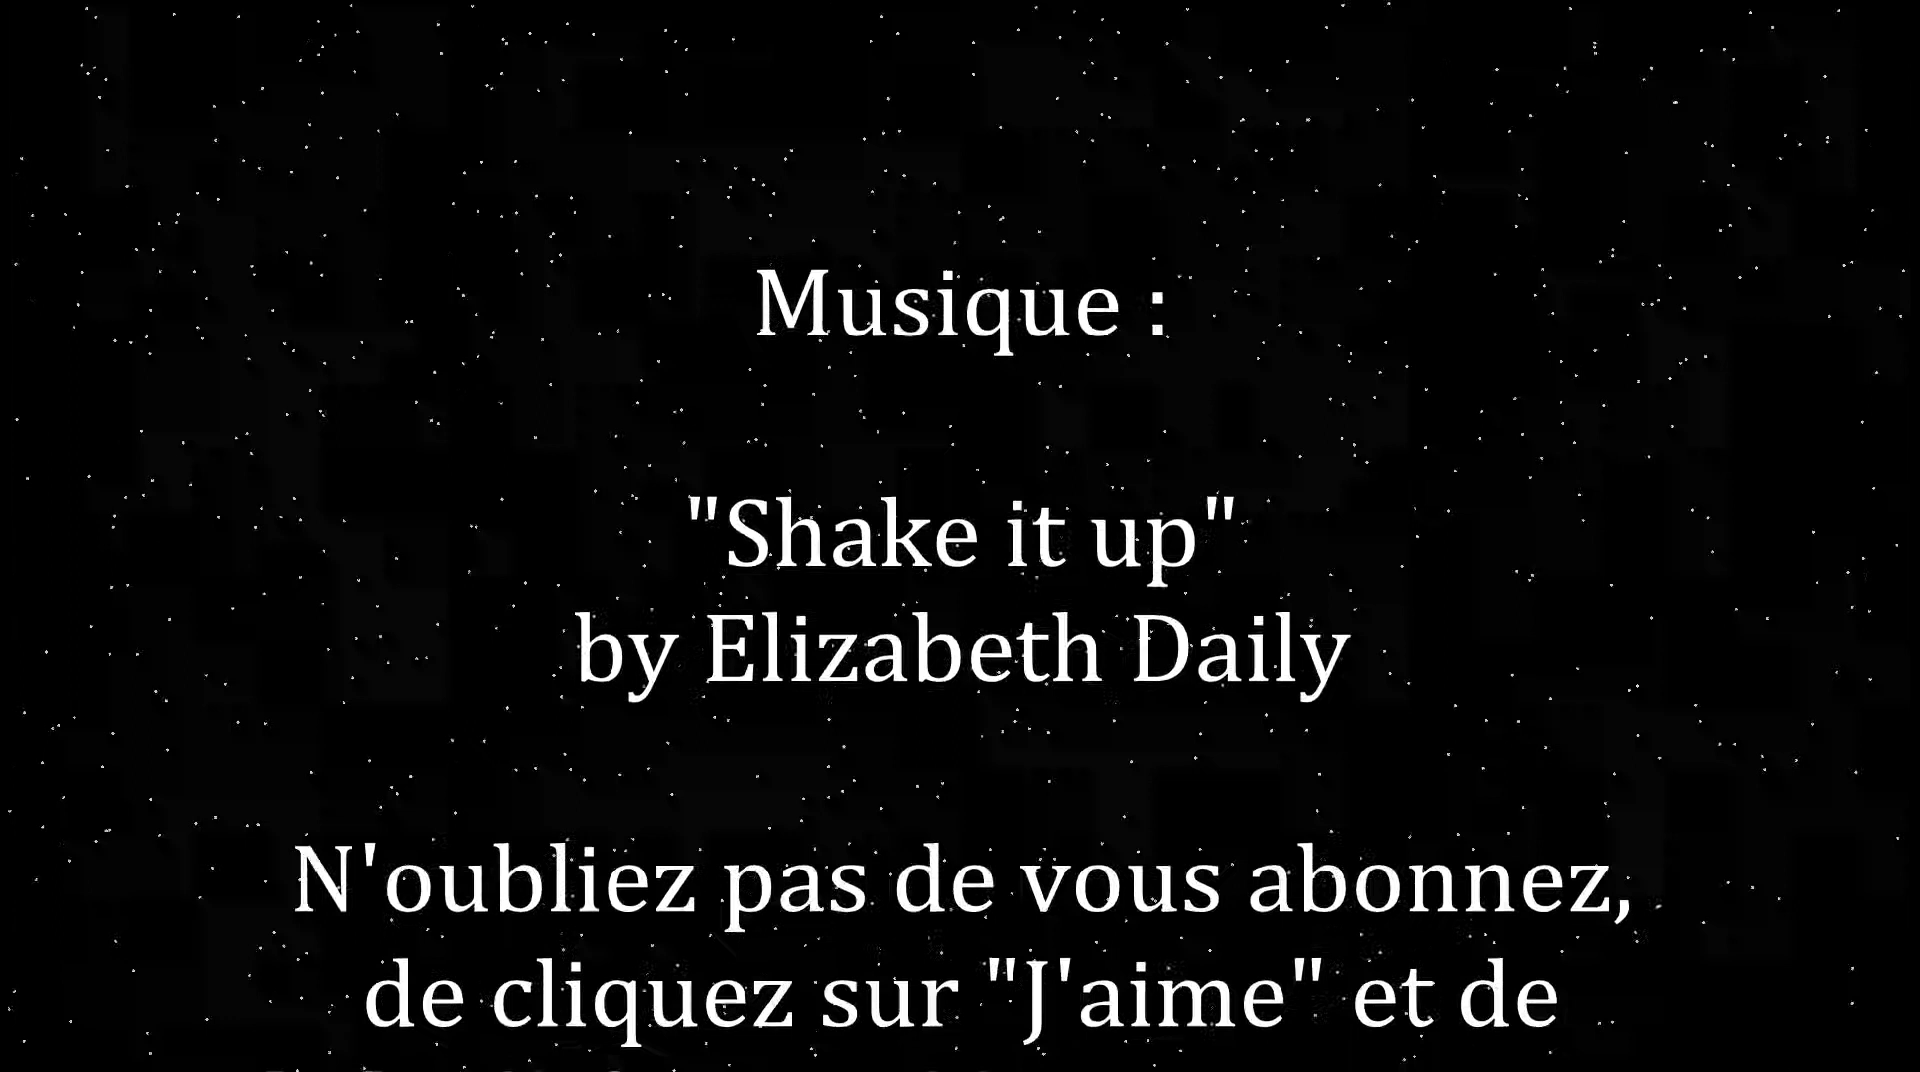 Musique :
"Shake it up"
by Elizabeth Daily
N'oubliez pas de vous abonnez,
de cliquez sur "J'aime" et de